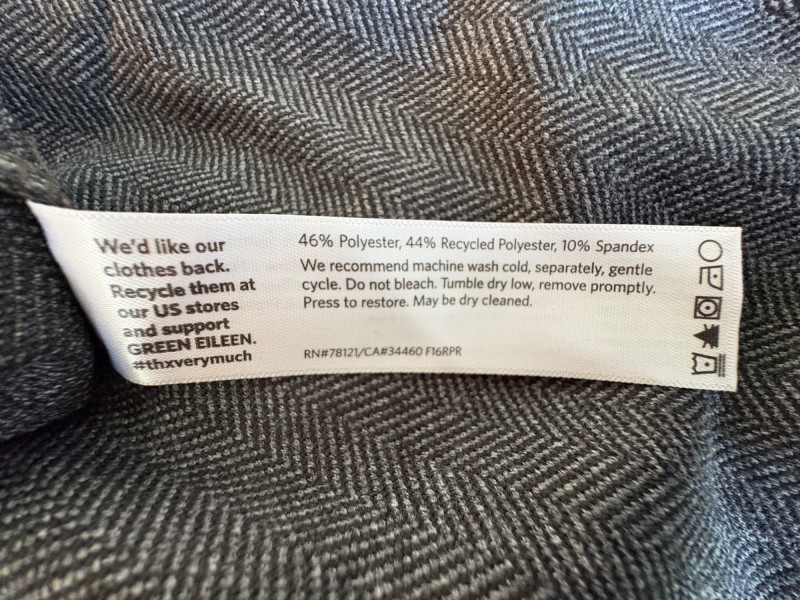 We'd like our
clothes back.
Recycle them at
our US stores
and support
GREEN EILEEN.
#thxverymuch
46% Polyester, 44% Recycled Polyester, 10% Spandex
We recommend machine wash cold, separately, gentle
cycle. Do not bleach. Tumble dry low, remove promptly.
Press to restore. May be dry cleaned.
RN#78121/CA#34460 F16RPR